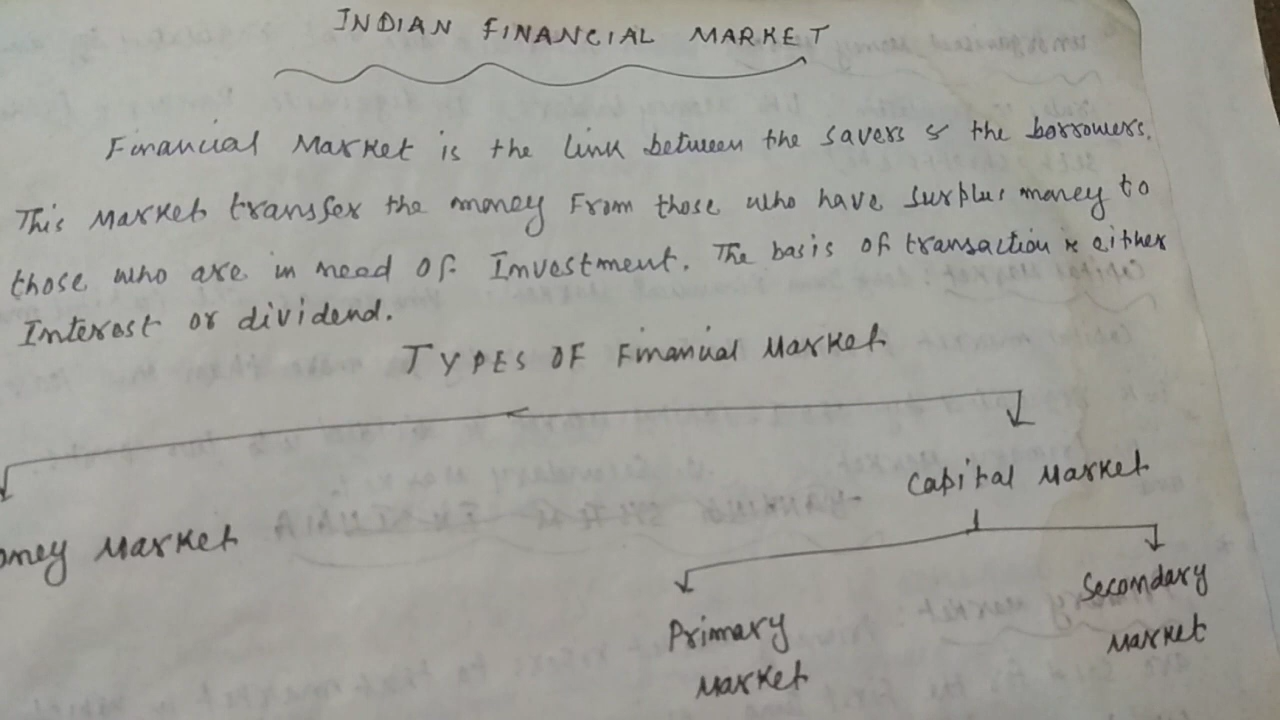 INDIAN FINANCIAL MARKET
Financial Market is the link between the savers & the borrowers.
This Market transfer the money From those who have surplus money to
those who are in need of Investment. The basis of transaction is either
Interest or dividend.
TYPES OF Financial Market
Capital Market
oney Market
Primary Market
Secondary Market